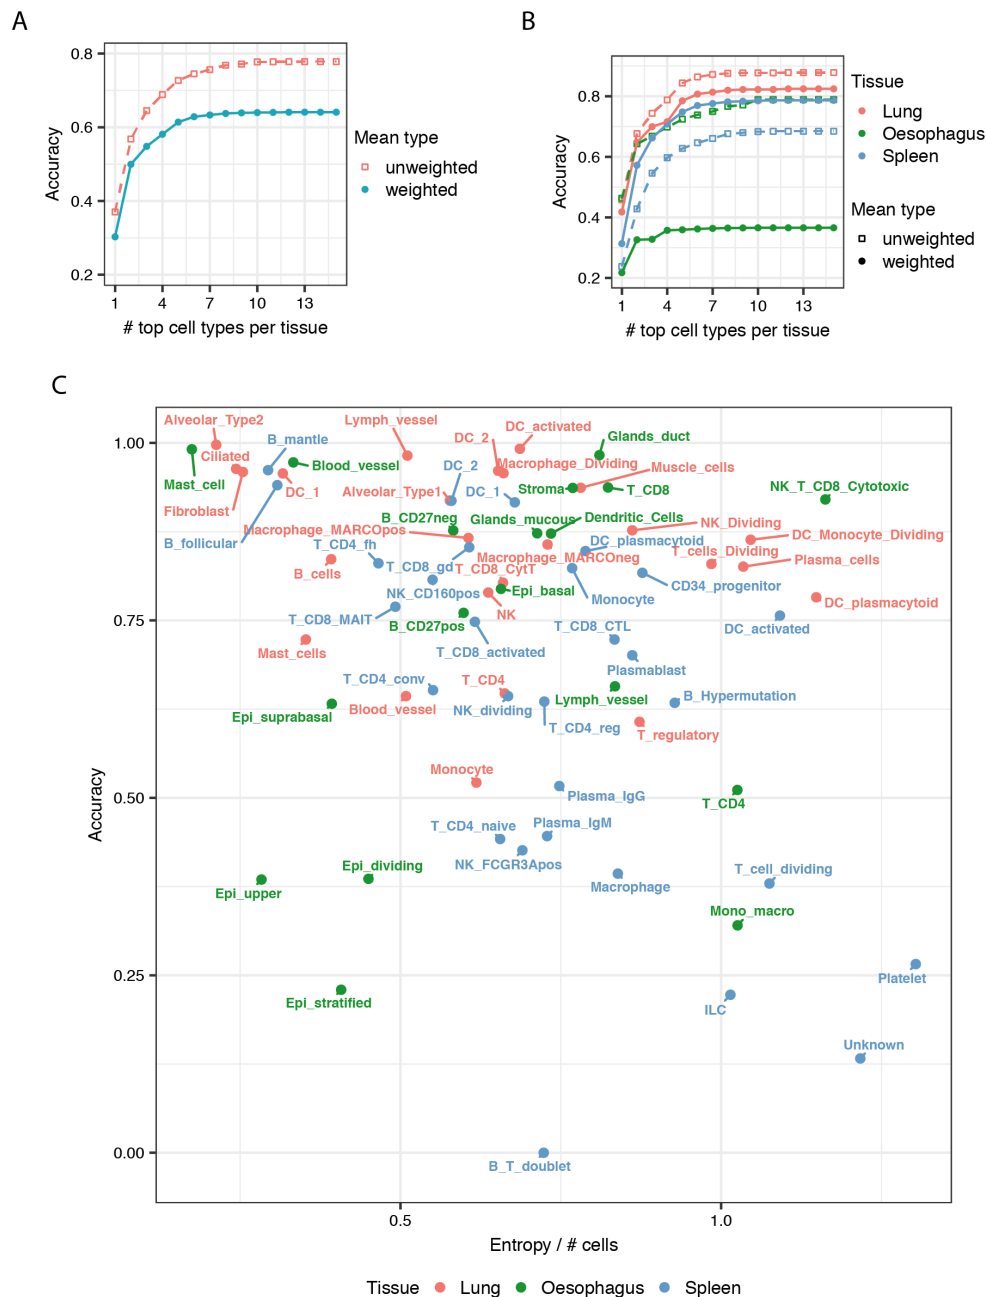 A
B
0.8
0.6
0.4
0.2
1
4
7
10
13
Accuracy
# top cell types per tissue
Mean type
unweighted
weighted
0.8
0.6
0.4
0.2
1
4
7
10
13
Accuracy
# top cell types per tissue
Tissue
Lung
Oesophagus
Spleen
Mean type
unweighted
weighted
C
Alveolar_Type2
Lymph_vessel
DC_activated
B_mantle
DC_2
Glands_duct
Ciliated
Blood_vessel
DC_2
Macrophage_Dividing
Muscle_cells
Mast_cell
DC_1
Alveolar_Type1
DC_1
Stroma
T_CD8
NK_T_CD8_Cytotoxic
Fibroblast
B_CD27neg
Glands_mucous
Dendritic_Cells
NK_Dividing
Macrophage_MARCOpos
DC_Monocyte_Dividing
B_follicular
T_CD4_fh
DC_plasmacytoid
T_cells_Dividing
Macrophage_MARCOneg
Plasma_cells
B_cells
T_CD8_gd
T_CD8_CytT
NK_CD160pos
Epi_basal
Monocyte
CD34_progenitor
DC_plasmacytoid
T_CD8_MAIT
B_CD27pos
NK
T_CD8_CTL
DC_activated
Mast_cells
T_CD8_activated
Plasmablast
T_CD4_conv
T_CD4
Blood_vessel
NK_dividing
Lymph_vessel
B_Hypermutation
Epi_suprabasal
T_CD4_reg
T_regulatory
Monocyte
Plasma_IgG
T_CD4
T_CD4_naive
Plasma_IgM
NK_FCGR3Apos
Epi_upper
Epi_dividing
Macrophage
T_cell_dividing
Mono_macro
Epi_stratified
Platelet
ILC
Unknown
B_T_doublet
1.00
0.75
0.50
0.25
0.00
Accuracy
0.5
1.0
Entropy / # cells
Tissue
Lung
Oesophagus
Spleen